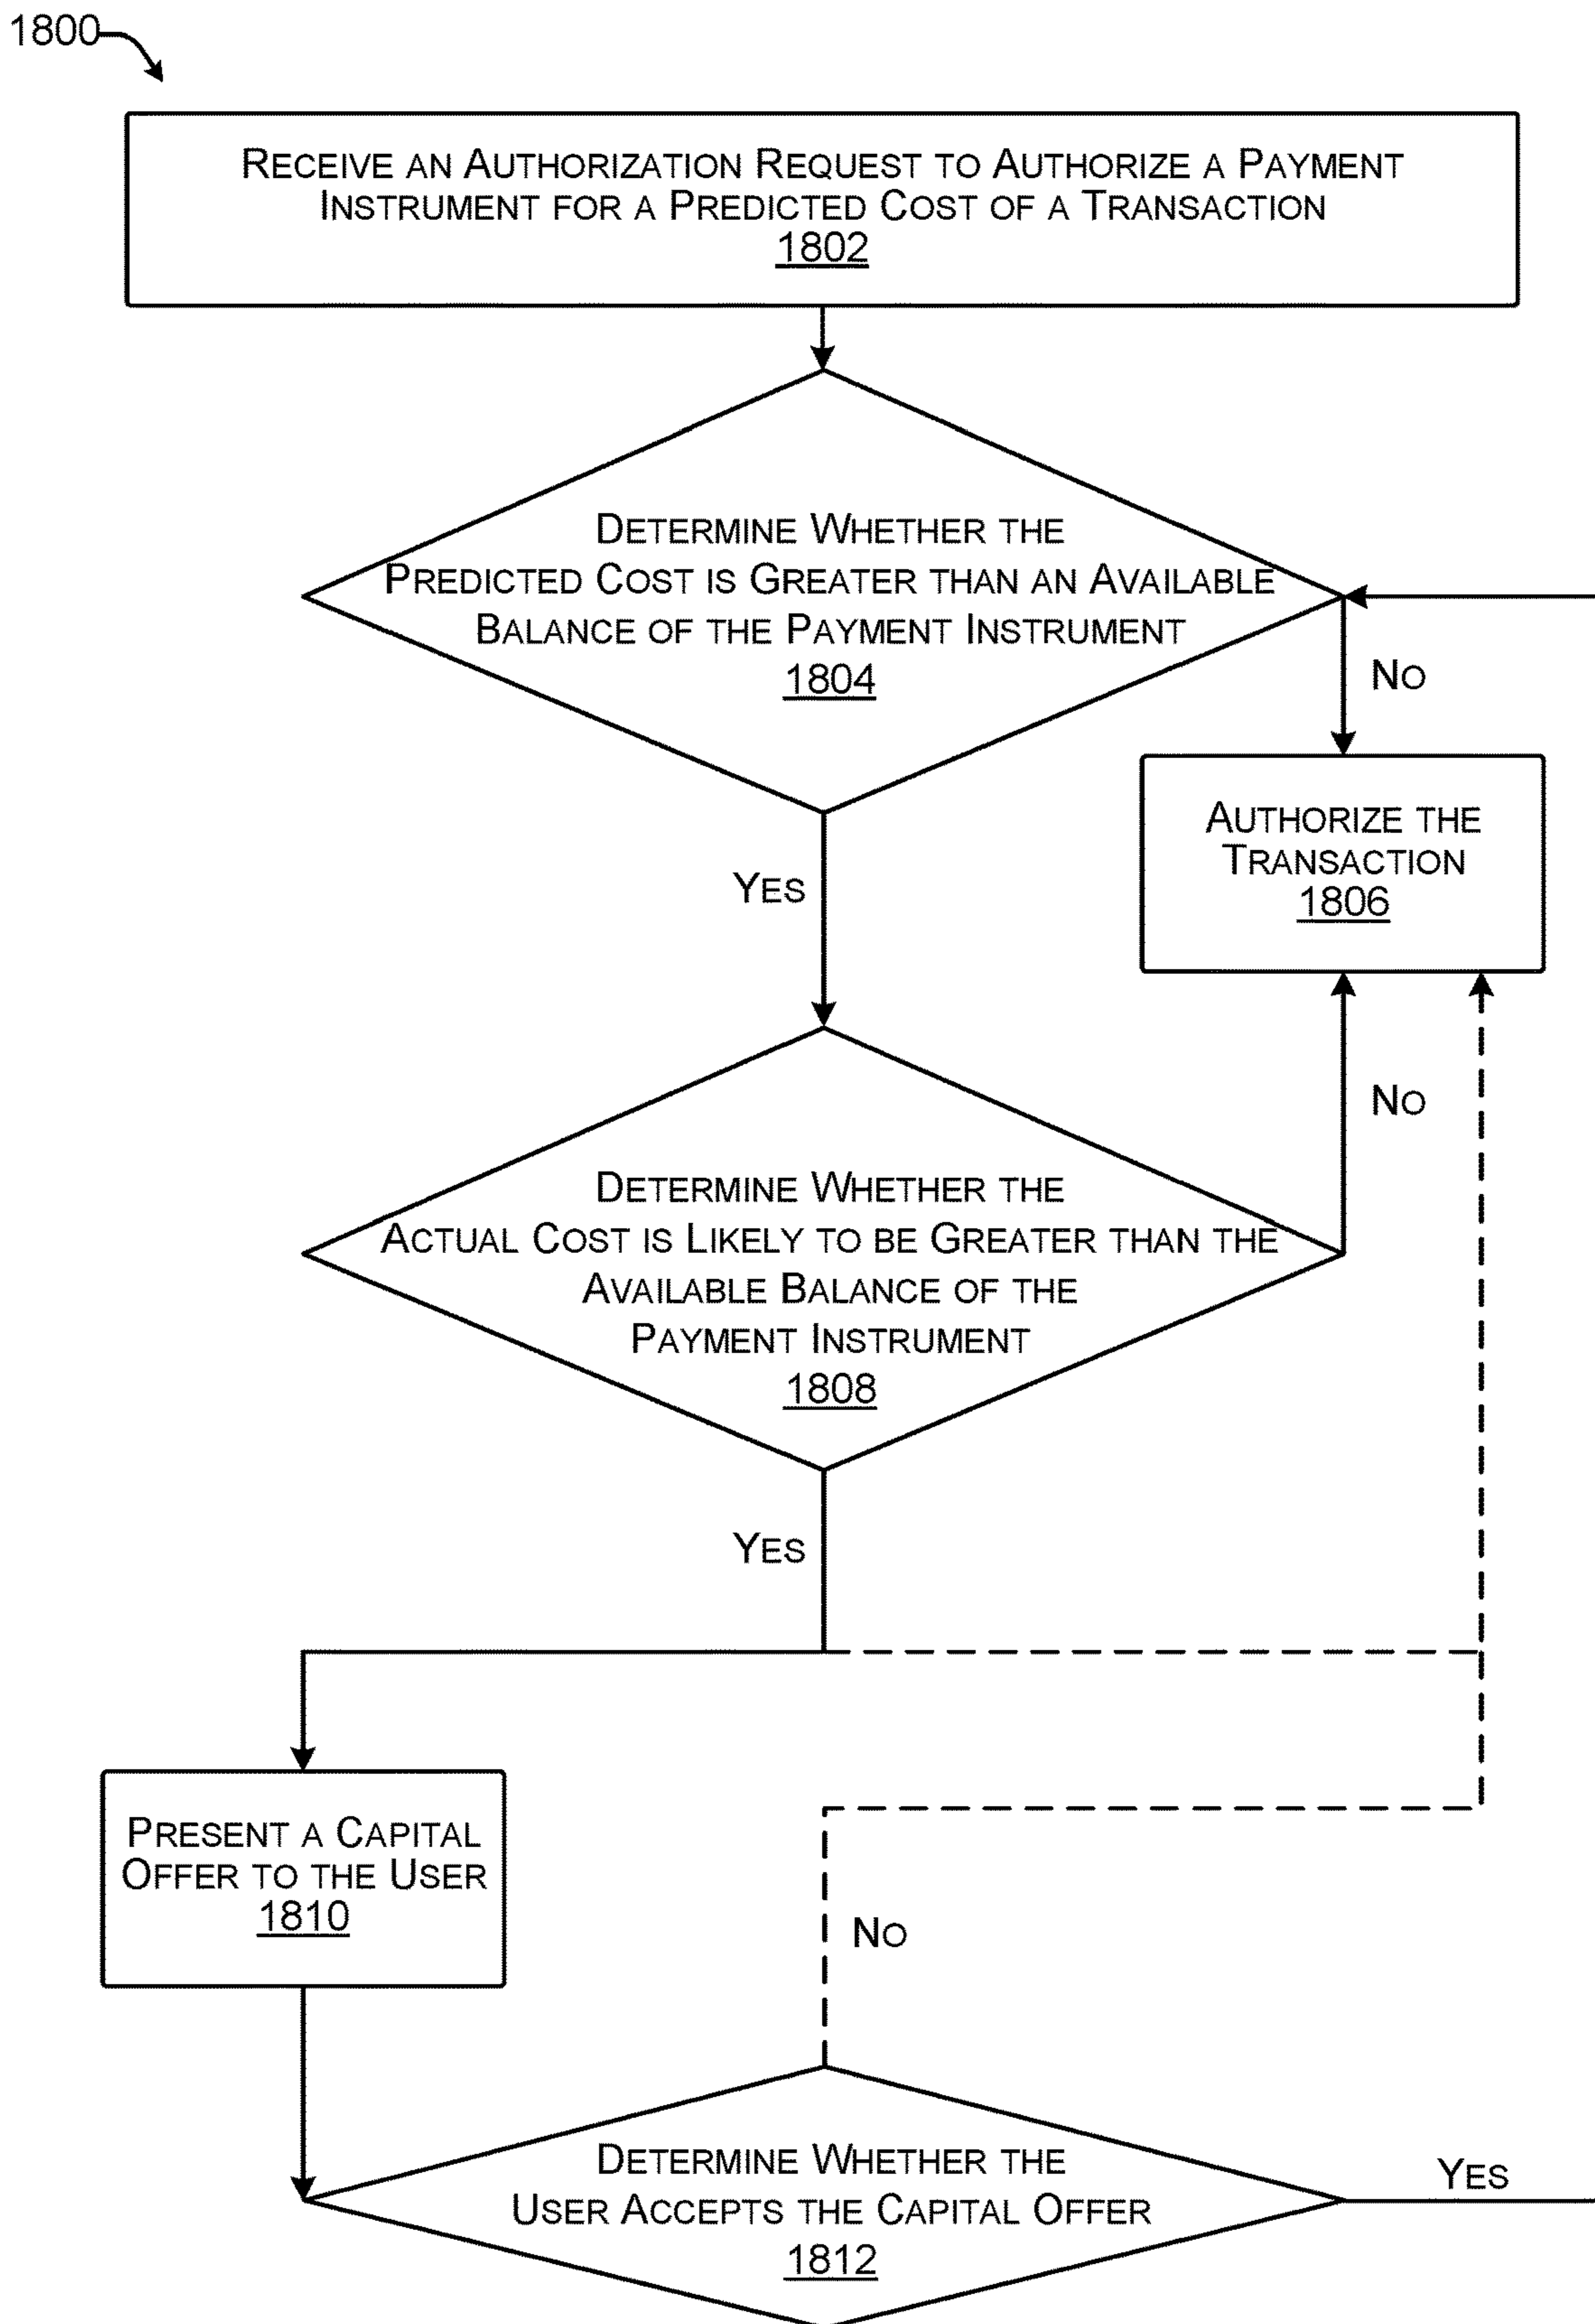 1800
RECEIVE AN AUTHORIZATION REQUEST TO AUTHORIZE A PAYMENT
INSTRUMENT FOR A PREDICTED COST OF A TRANSACTION
1802
DETERMINE WHETHER THE
PREDICTED COST IS GREATER THAN AN AVAILABLE
BALANCE OF THE PAYMENT INSTRUMENT
1804
NO
AUTHORIZE THE
TRANSACTION
1806
YES
NO
DETERMINE WHETHER THE
ACTUAL COST IS LIKELY TO BE GREATER THAN THE
AVAILABLE BALANCE OF THE
PAYMENT INSTRUMENT
1808
YES
PRESENT A CAPITAL
OFFER TO THE USER
1810
NO
DETERMINE WHETHER THE
USER ACCEPTS THE CAPITAL OFFER
1812
YES